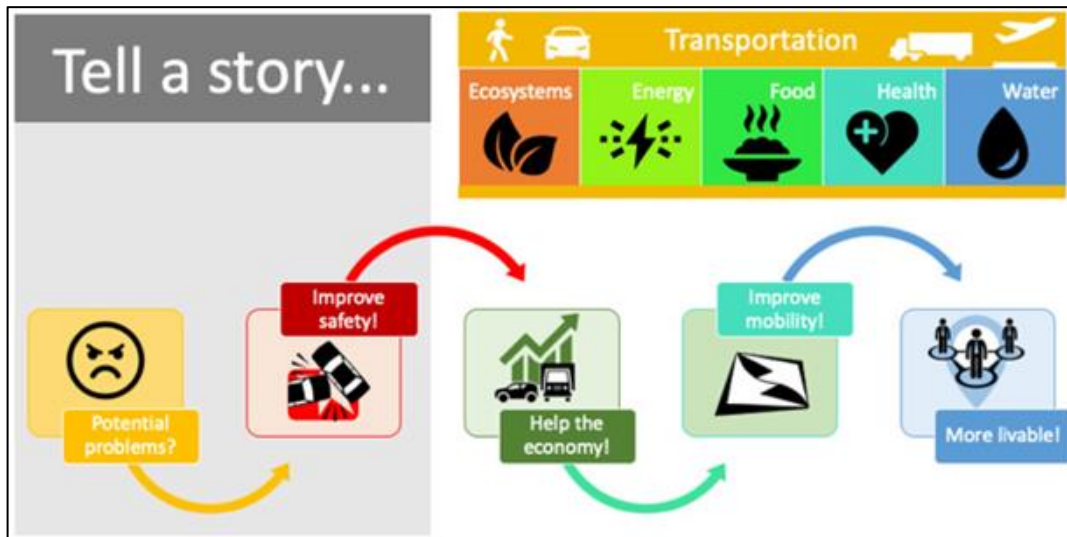 Tell a story...
Transportation
Ecosystems
Energy
Food
Health
Water
Potential
problems?
Improve
safety!
Help the
economy!
Improve
mobility!
More livable!